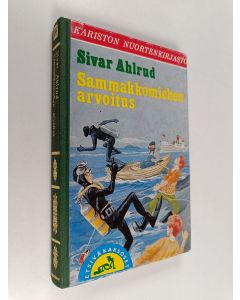 KARISTON NUORTENKIRJASTO
Sivar Ahlrud
Sammakkomiehen
arvoitus